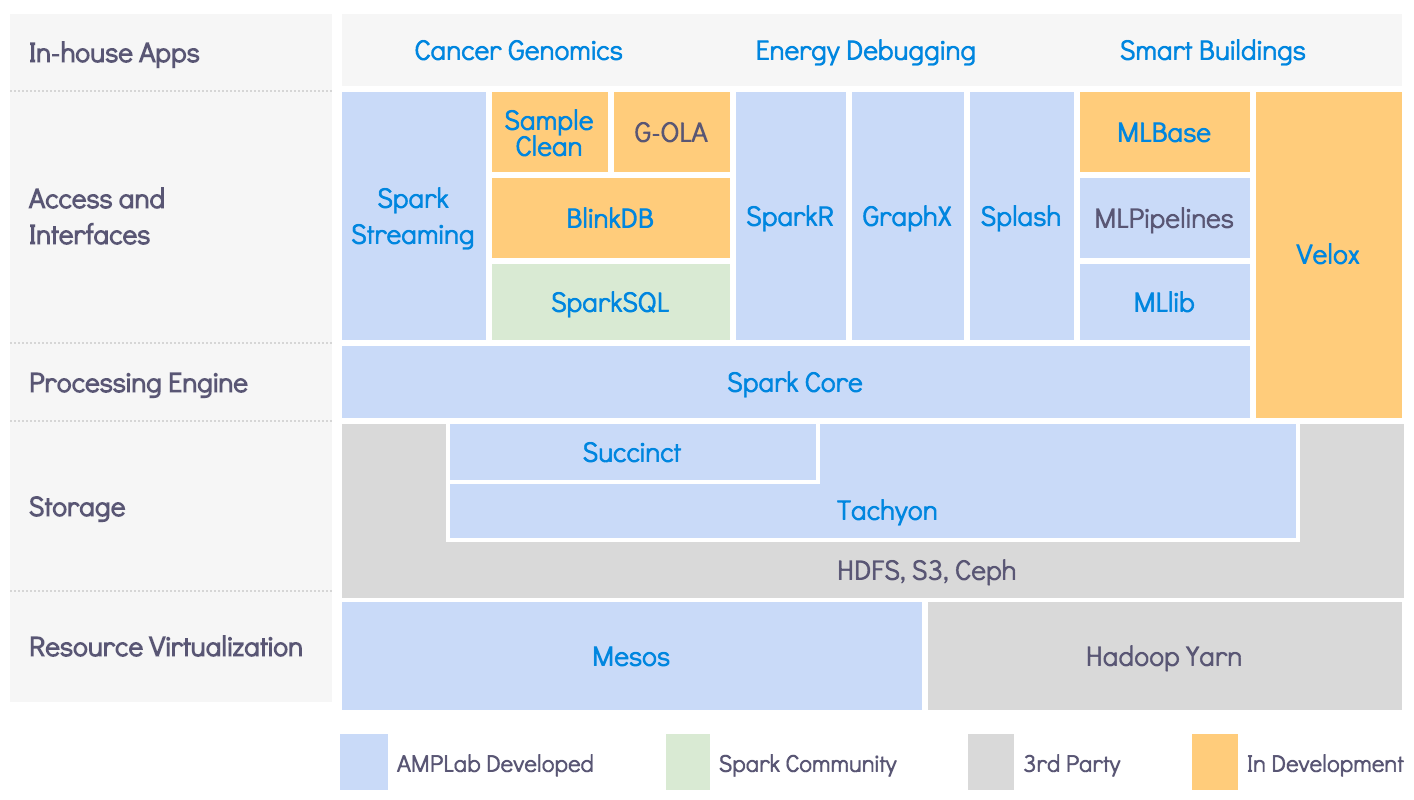 In-house Apps
Cancer Genomics
Energy Debugging
Smart Buildings
Access and
Interfaces
Spark
Streaming
Sample
Clean
G-OLA
BlinkDB
SparkSQL
SparkR
GraphX
Splash
MLBase
MLPipelines
MLlib
Velox
Processing Engine
Spark Core
Storage
Succinct
Tachyon
HDFS, S3, Ceph
Resource Virtualization
Mesos
Hadoop Yarn
AMPLab Developed
Spark Community
3rd Party
In Development